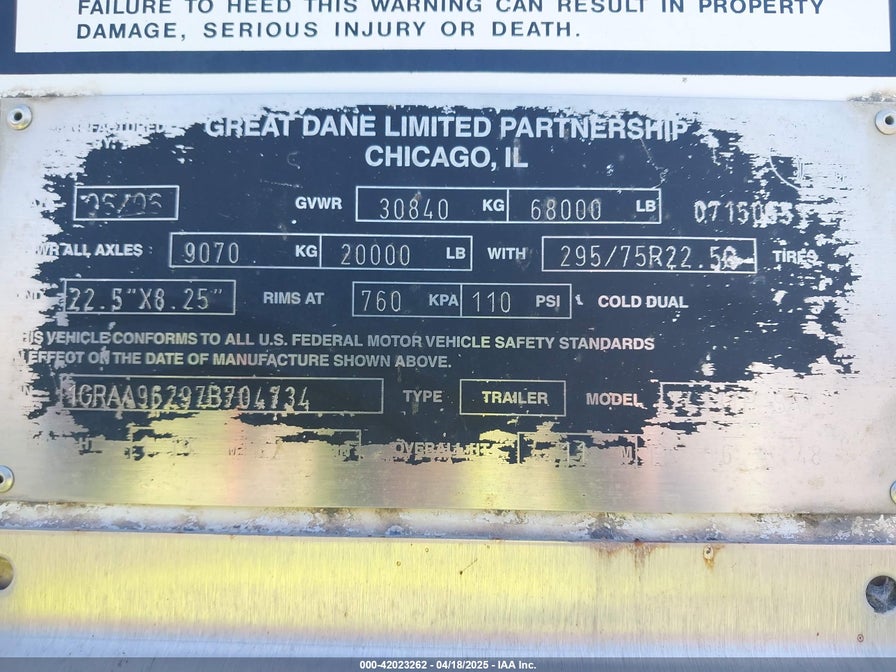 FAILURE TO HEED THIS WARNING CAN RESULT IN PROPERTY
DAMAGE, SERIOUS INJURY OR DEATH.
GREAT DANE LIMITED PARTNERSHIP
CHICAGO, IL
GVWR 30840 KG 68000 LB
ALL AXLES 9070 KG 20000 LB WITH 295/75R22.5G TIRES
22.5"X8.25" RIMS AT 760 KPA 110 PSI COLD DUAL
VEHICLE CONFORMS TO ALL U.S. FEDERAL MOTOR VEHICLE SAFETY STANDARDS
EFFECT ON THE DATE OF MANUFACTURE SHOWN ABOVE.
1GRAA96297B704734 TYPE TRAILER MODEL
OVERALL
000-42023262 - 04/18/2025 - IAA Inc.